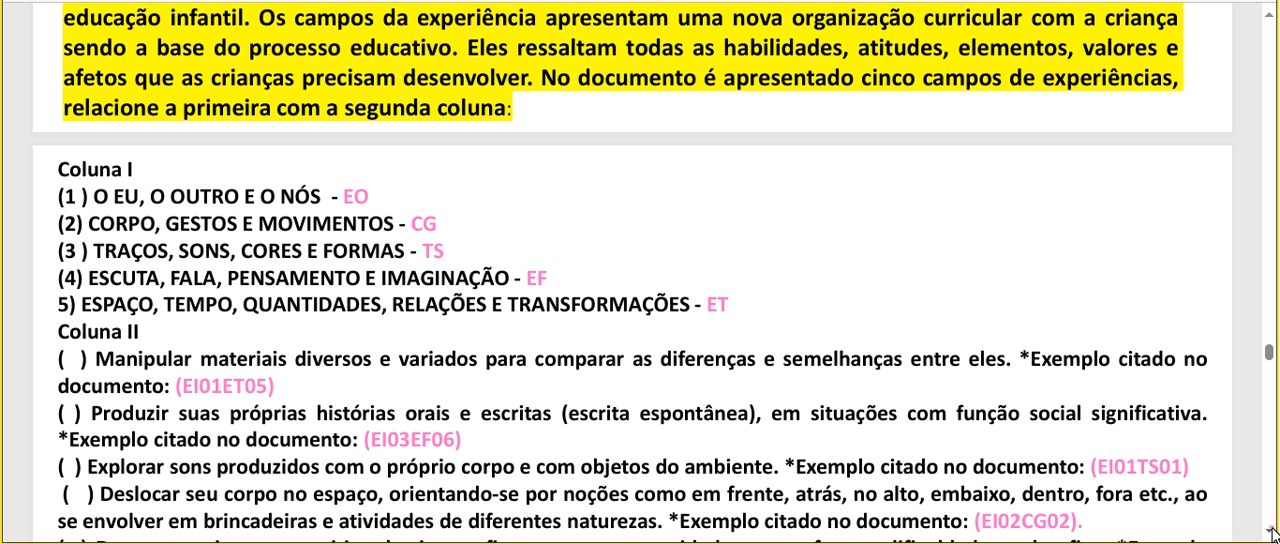 educação infantil. Os campos da experiência apresentam uma nova organização curricular com a criança
sendo a base do processo educativo. Eles ressaltam todas as habilidades, atitudes, elementos, valores e
afetos que as crianças precisam desenvolver. No documento é apresentado cinco campos de experiências,
relacione a primeira com a segunda coluna:
Coluna I
(1 ) O EU, O OUTRO E O NÓS - EO
(2) CORPO, GESTOS E MOVIMENTOS - CG
(3 ) TRAÇOS, SONS, CORES E FORMAS - TS
(4) ESCUTA, FALA, PENSAMENTO E IMAGINAÇÃO - EF
5) ESPAÇO, TEMPO, QUANTIDADES, RELAÇÕES E TRANSFORMAÇÕES - ET
Coluna II
( ) Manipular materiais diversos e variados para comparar as diferenças e semelhanças entre eles. *Exemplo citado no
documento: (EI01ET05)
( ) Produzir suas próprias histórias orais e escritas (escrita espontânea), em situações com função social significativa.
*Exemplo citado no documento: (EI03EF06)
( ) Explorar sons produzidos com o próprio corpo e com objetos do ambiente. *Exemplo citado no documento: (EI01TS01)
( ) Deslocar seu corpo no espaço, orientando-se por noções como em frente, atrás, no alto, embaixo, dentro, fora etc., ao
se envolver em brincadeiras e atividades de diferentes naturezas. *Exemplo citado no documento: (EI02CG02).